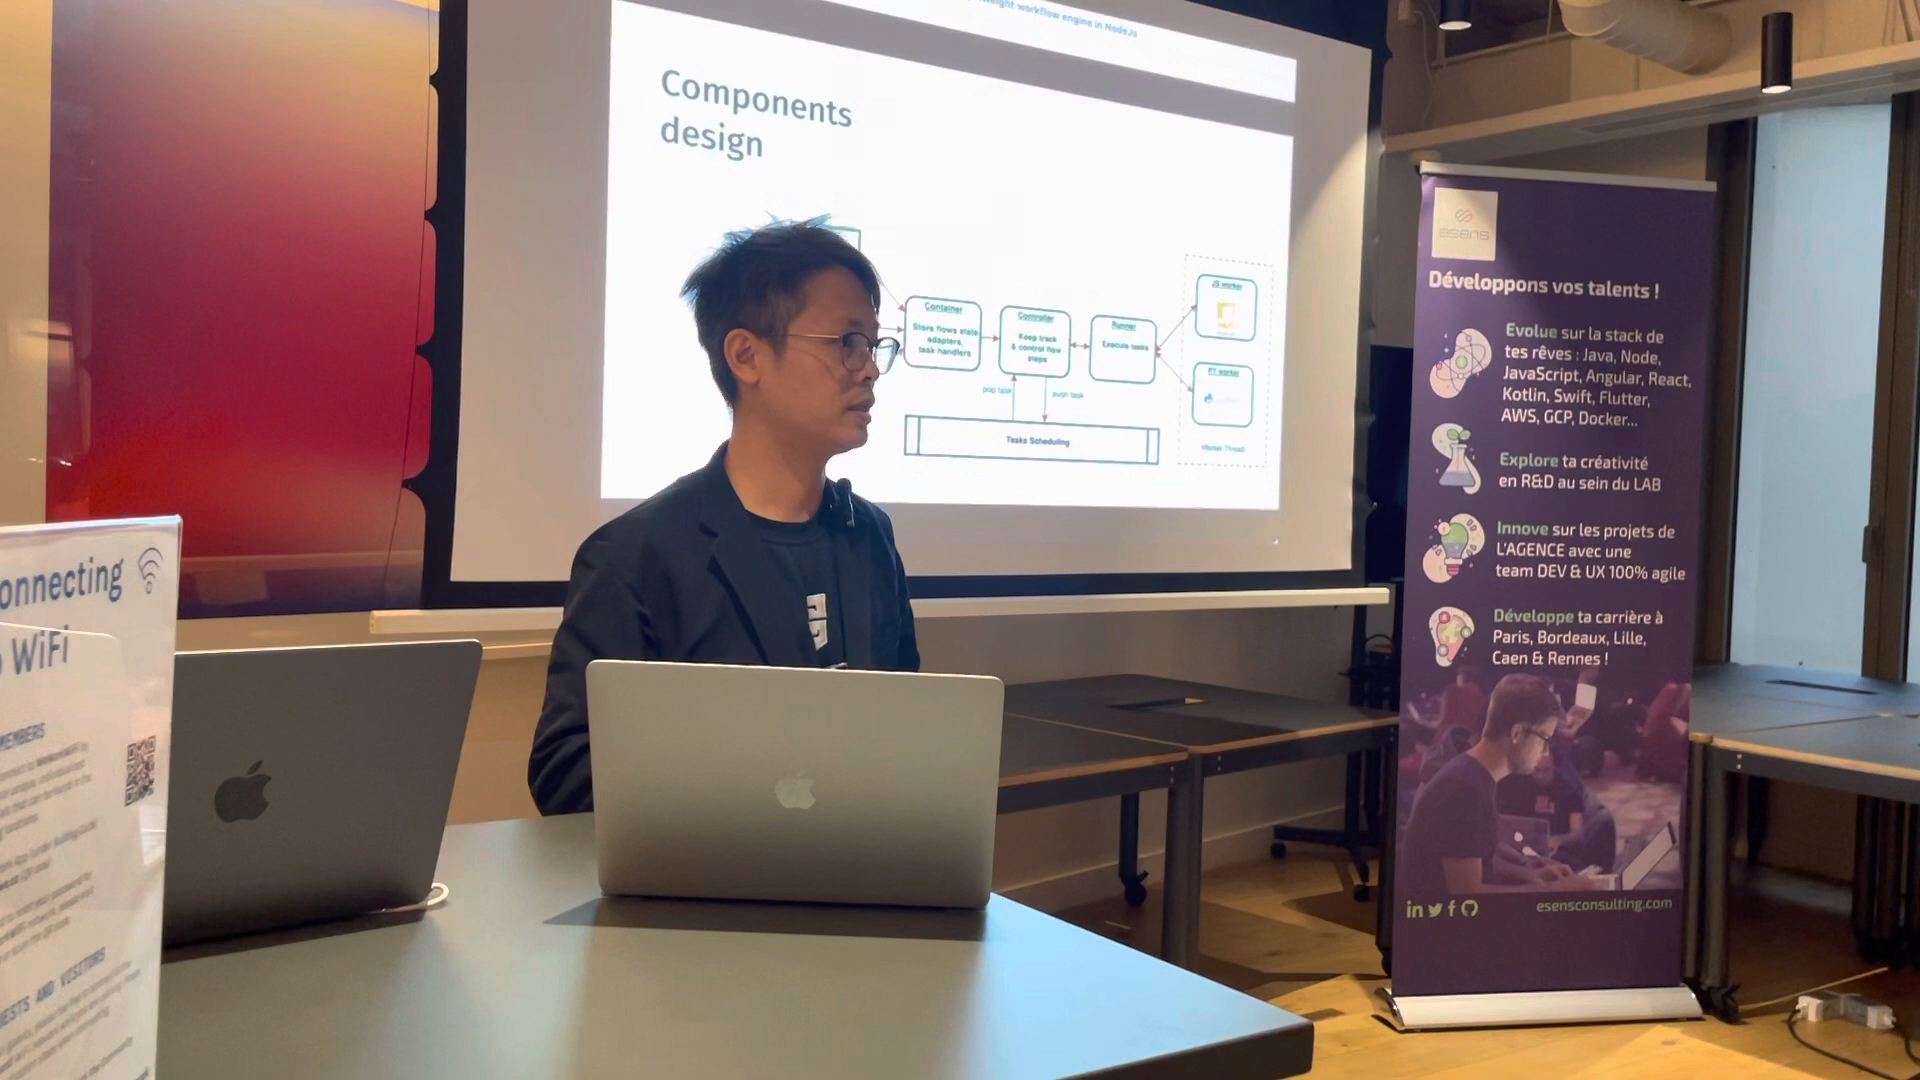 weight workflow engine in NodeJs
Components
design
Container
Store flows state
adapters,
task handlers
Controller
Keep track
& control flow
steps
Runner
Execute tasks
JS worker
PY worker
pop task
push task
Tasks Scheduling
Worker Thread
esens
Développons vos talents !
Evolue sur la stack de
tes rêves : Java, Node,
JavaScript, Angular, React,
Kotlin, Swift, Flutter,
AWS, GCP, Docker...
Explore ta créativité
en R&D au sein du LAB
Innove sur les projets de
L'AGENCE avec une
team DEV & UX 100% agile
Développe ta carrière à
Paris, Bordeaux, Lille,
Caen & Rennes !
in
f
esensconsulting.com
onnecting
WiFi
MEMBERS
AND VISITORS